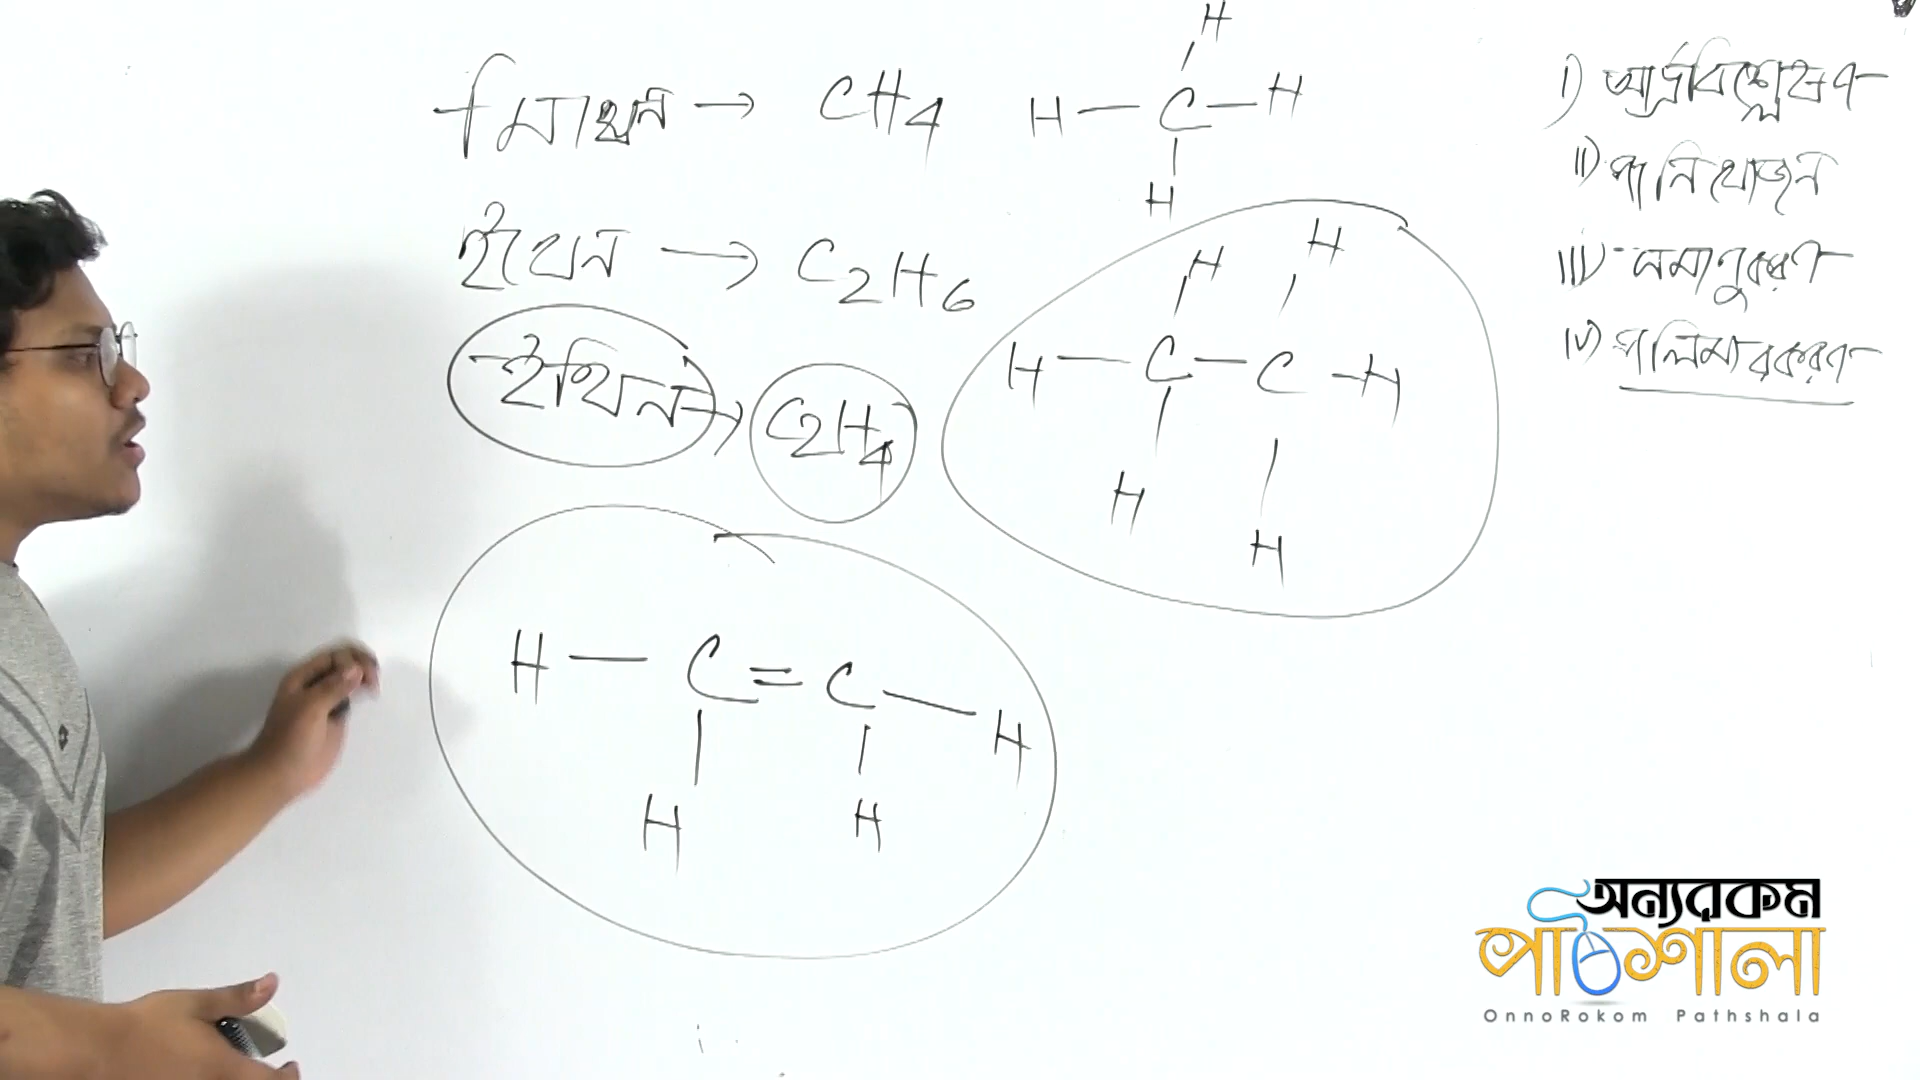 মিথেন → CH4
ইথেন → C2H6
ইথিন → C2H4
H
H — C — H
H
H H
H — C — C — H
H H
H — C = C — H
H H
i) আর্দ্রবিশ্লেষণ
ii) পানিযোজন
iii) সমাণুকরণ
iv) পলিমারকরণ
অন্যরকম
পাঠশালা
OnnoRokom Pathshala